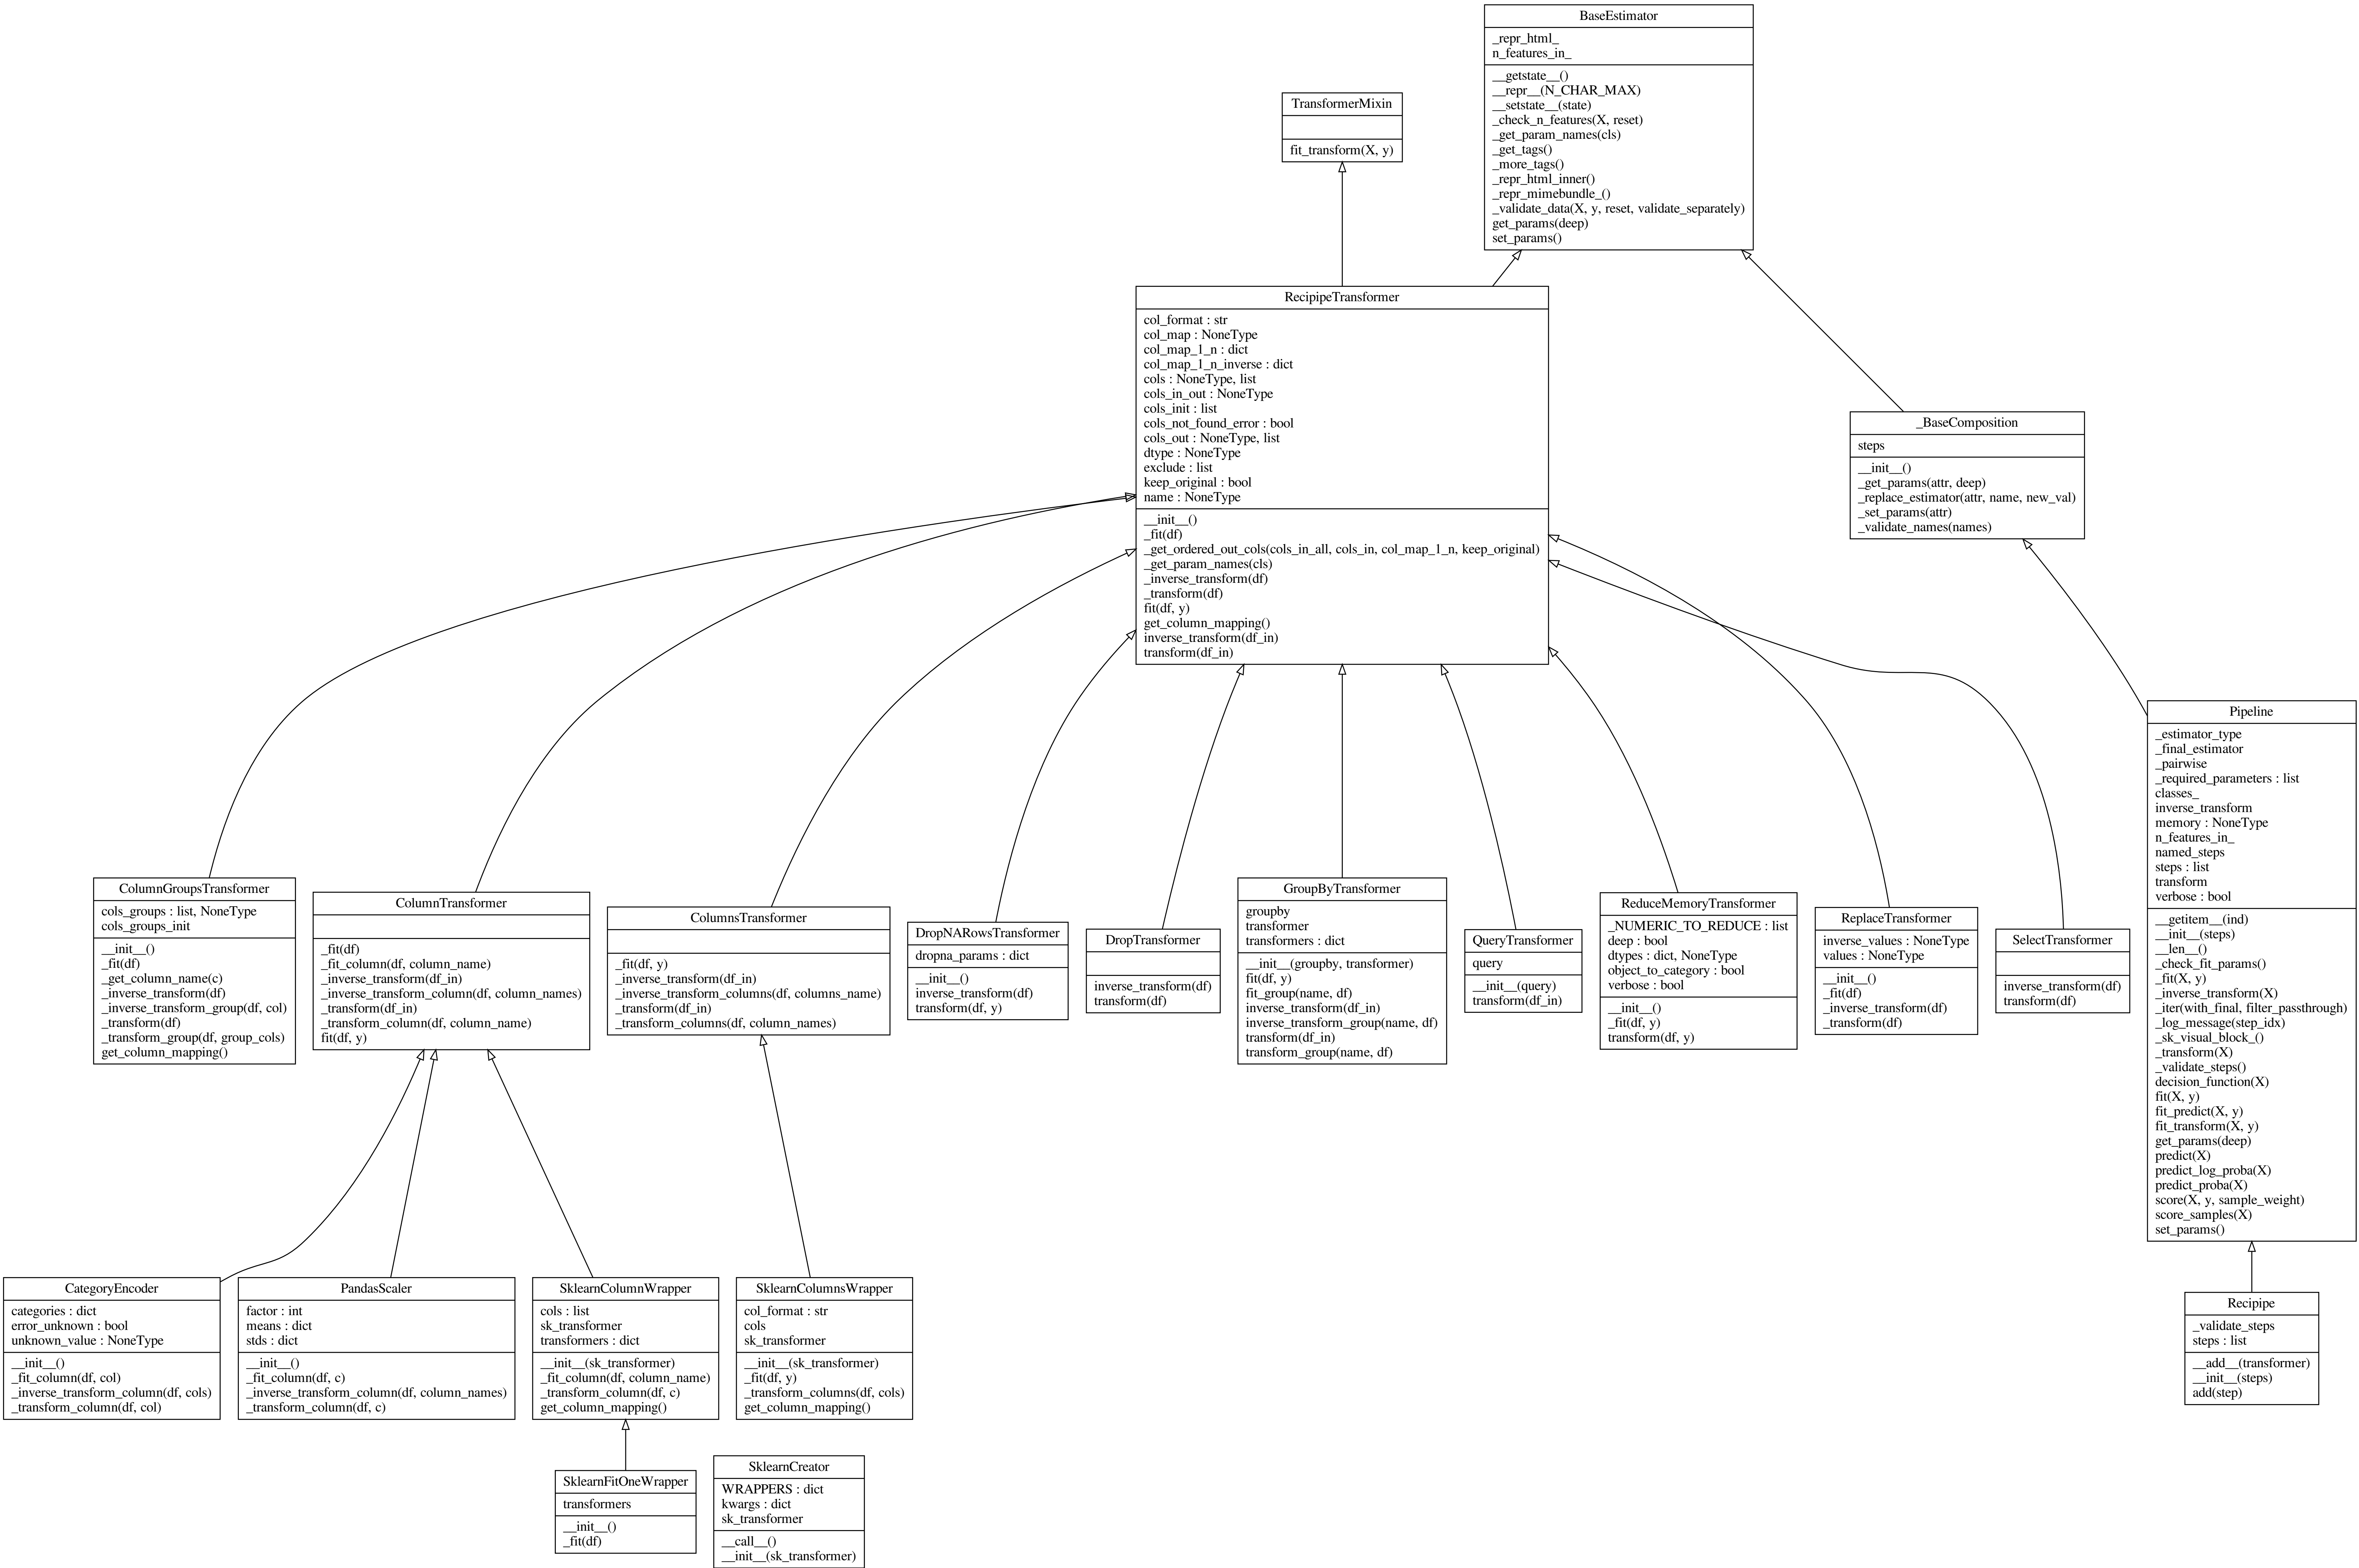 BaseEstimator
_repr_html_
n_features_in_
__getstate__()
__repr__(N_CHAR_MAX)
__setstate__(state)
_check_n_features(X, reset)
_get_param_names(cls)
_get_tags()
_more_tags()
_repr_html_inner()
_repr_mimebundle_()
_validate_data(X, y, reset, validate_separately)
get_params(deep)
set_params()
TransformerMixin
fit_transform(X, y)
RecipipeTransformer
col_format : str
col_map : NoneType
col_map_1_n : dict
col_map_1_n_inverse : dict
cols : NoneType, list
cols_in_out : NoneType
cols_init : list
cols_not_found_error : bool
cols_out : NoneType, list
dtype : NoneType
exclude : list
keep_original : bool
name : NoneType
__init__()
_fit(df)
_get_ordered_out_cols(cols_in_all, cols_in, col_map_1_n, keep_original)
_get_param_names(cls)
_inverse_transform(df)
_transform(df)
fit(df, y)
get_column_mapping()
inverse_transform(df_in)
transform(df_in)
_BaseComposition
steps
__init__()
_get_params(attr, deep)
_replace_estimator(attr, name, new_val)
_set_params(attr)
_validate_names(names)
Pipeline
_estimator_type
_final_estimator
_pairwise
_required_parameters : list
classes_
inverse_transform
memory : NoneType
n_features_in_
named_steps
steps : list
transform
verbose : bool
__getitem__(ind)
__init__(steps)
__len__()
_check_fit_params()
_fit(X, y)
_inverse_transform(X)
_iter(with_final, filter_passthrough)
_log_message(step_idx)
_sk_visual_block_()
_transform(X)
_validate_steps()
decision_function(X)
fit(X, y)
fit_predict(X, y)
fit_transform(X, y)
get_params(deep)
predict(X)
predict_log_proba(X)
predict_proba(X)
score(X, y, sample_weight)
score_samples(X)
set_params()
ColumnGroupsTransformer
cols_groups : list, NoneType
cols_groups_init
__init__()
_fit(df)
_get_column_name(c)
_inverse_transform(df)
_inverse_transform_group(df, col)
_transform(df)
_transform_group(df, group_cols)
get_column_mapping()
ColumnTransformer
_fit(df)
_fit_column(df, column_name)
_inverse_transform(df_in)
_inverse_transform_column(df, column_names)
_transform(df_in)
_transform_column(df, column_name)
fit(df, y)
ColumnsTransformer
_fit(df, y)
_inverse_transform(df_in)
_inverse_transform_columns(df, columns_name)
_transform(df_in)
_transform_columns(df, column_names)
DropNARowsTransformer
dropna_params : dict
__init__()
inverse_transform(df)
transform(df, y)
DropTransformer
inverse_transform(df)
transform(df)
GroupByTransformer
groupby
transformer
transformers : dict
__init__(groupby, transformer)
fit(df, y)
fit_group(name, df)
inverse_transform(df_in)
inverse_transform_group(name, df)
transform(df_in)
transform_group(name, df)
QueryTransformer
query
__init__(query)
transform(df_in)
ReduceMemoryTransformer
_NUMERIC_TO_REDUCE : list
deep : bool
dtypes : dict, NoneType
object_to_category : bool
verbose : bool
__init__()
_fit(df, y)
transform(df, y)
ReplaceTransformer
inverse_values : NoneType
values : NoneType
__init__()
_fit(df)
_inverse_transform(df)
_transform(df)
SelectTransformer
inverse_transform(df)
transform(df)
CategoryEncoder
categories : dict
error_unknown : bool
unknown_value : NoneType
__init__()
_fit_column(df, col)
_inverse_transform_column(df, cols)
_transform_column(df, col)
PandasScaler
factor : int
means : dict
stds : dict
__init__()
_fit_column(df, c)
_inverse_transform_column(df, column_names)
_transform_column(df, c)
SklearnColumnWrapper
cols : list
sk_transformer
transformers : dict
__init__(sk_transformer)
_fit_column(df, column_name)
_transform_column(df, c)
get_column_mapping()
SklearnColumnsWrapper
col_format : str
cols
sk_transformer
__init__(sk_transformer)
_fit(df, y)
_transform_columns(df, cols)
get_column_mapping()
Recipipe
_validate_steps
steps : list
__add__(transformer)
__init__(steps)
add(step)
SklearnFitOneWrapper
transformers
__init__()
_fit(df)
SklearnCreator
WRAPPERS : dict
kwargs : dict
sk_transformer
__call__()
__init__(sk_transformer)